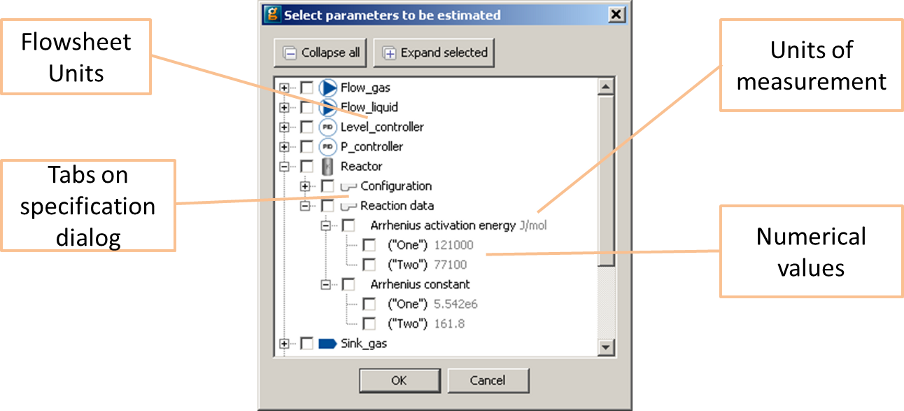 Select parameters to be estimated
Collapse all
Expand selected
Flowsheet
Units
Units of
measurement
Flow_gas
Flow_liquid
PID Level_controller
PID P_controller
Reactor
Tabs on
specification
dialog
Configuration
Reaction data
Arrhenius activation energy J/mol
("One") 121000
("Two") 77100
Numerical
values
Arrhenius constant
("One") 5.542e6
("Two") 161.8
Sink_gas
OK
Cancel